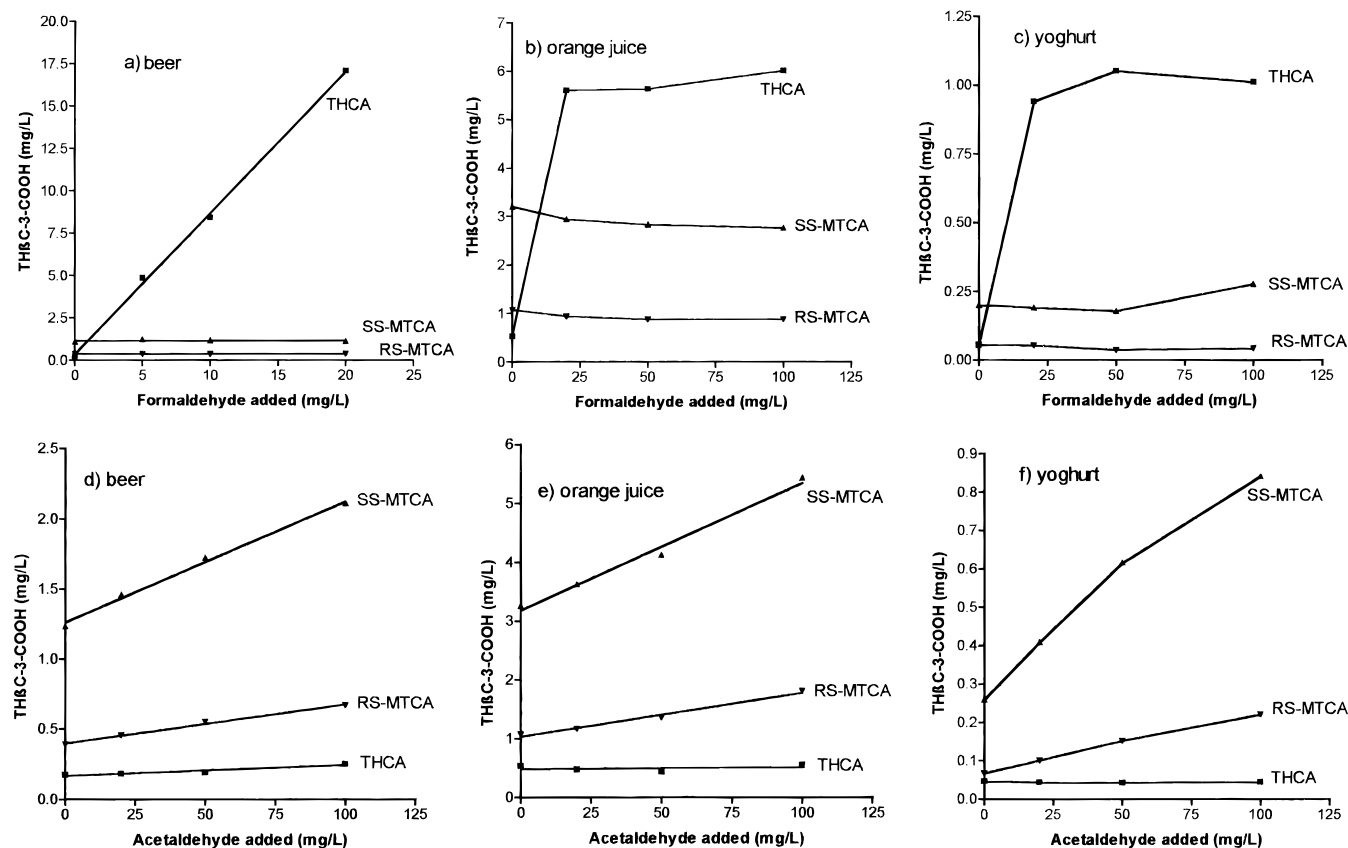 a) beer
THßC-3-COOH (mg/L)
20.0
17.5
15.0
12.5
10.0
7.5
5.0
2.5
0.0
THCA
SS-MTCA
RS-MTCA
0 5 10 15 20 25
Formaldehyde added (mg/L)
b) orange juice
THßC-3-COOH (mg/L)
7
6
5
4
3
2
1
0
THCA
SS-MTCA
RS-MTCA
0 25 50 75 100 125
Formaldehyde added (mg/L)
c) yoghurt
THßC-3-COOH (mg/L)
1.25
1.00
0.75
0.50
0.25
0.00
THCA
SS-MTCA
RS-MTCA
0 25 50 75 100 125
Formaldehyde added (mg/L)
d) beer
THßC-3-COOH (mg/L)
2.5
2.0
1.5
1.0
0.5
0.0
SS-MTCA
RS-MTCA
THCA
0 25 50 75 100 125
Acetaldehyde added (mg/L)
e) orange juice
THßC-3-COOH (mg/L)
6
5
4
3
2
1
0
SS-MTCA
RS-MTCA
THCA
0 25 50 75 100 125
Acetaldehyde added (mg/L)
f) yoghurt
THßC-3-COOH (mg/L)
0.9
0.8
0.7
0.6
0.5
0.4
0.3
0.2
0.1
0.0
SS-MTCA
RS-MTCA
THCA
0 25 50 75 100 125
Acetaldehyde added (mg/L)